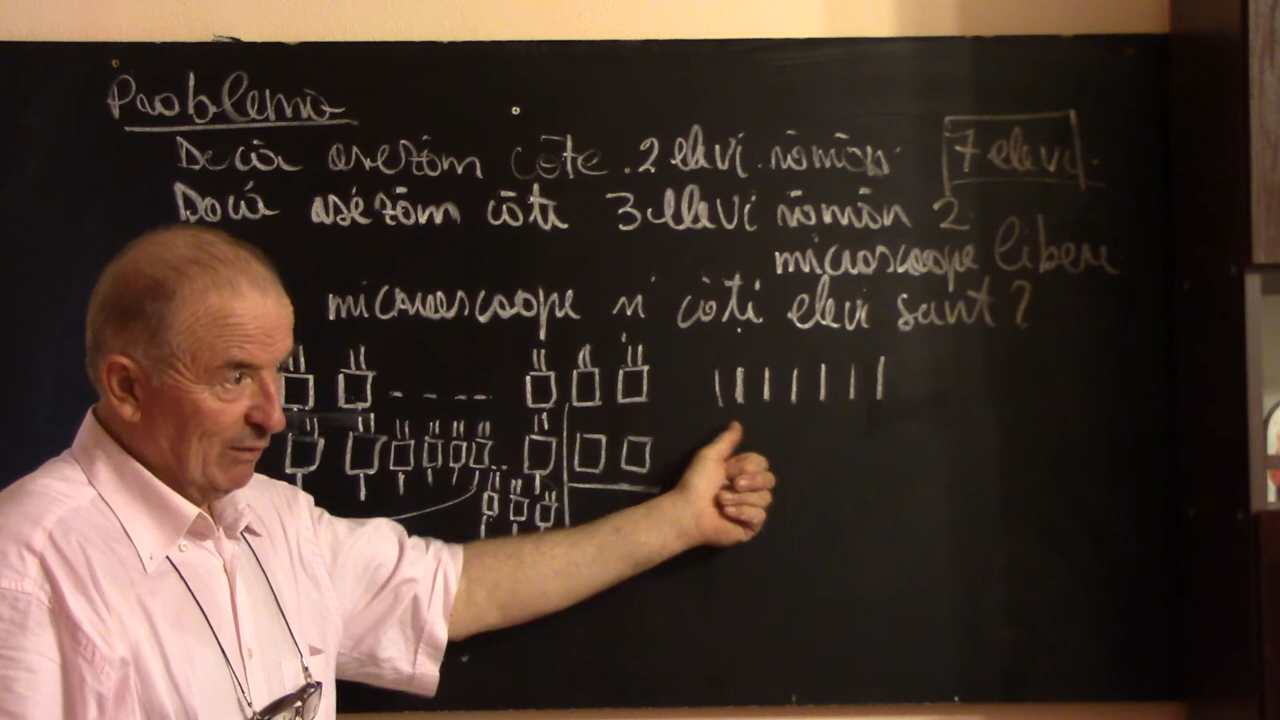 Problemă
Dacă așezăm câte 2 elevi rămân 7 elevi.
Dacă așezăm câte 3 elevi rămân 2
microscoape libere
microscoape și câți elevi sunt?